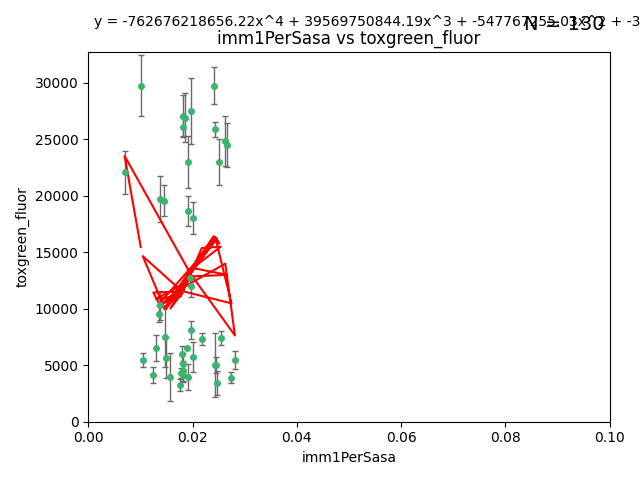 y = -762676218656.22x^4 + 39569750844.19x^3 + -547767255.03x^2 + -3
N = 130
imm1PerSasa vs toxgreen_fluor
30000
25000
20000
15000
10000
5000
0
toxgreen_fluor
0.00
0.02
0.04
0.06
0.08
0.10
imm1PerSasa